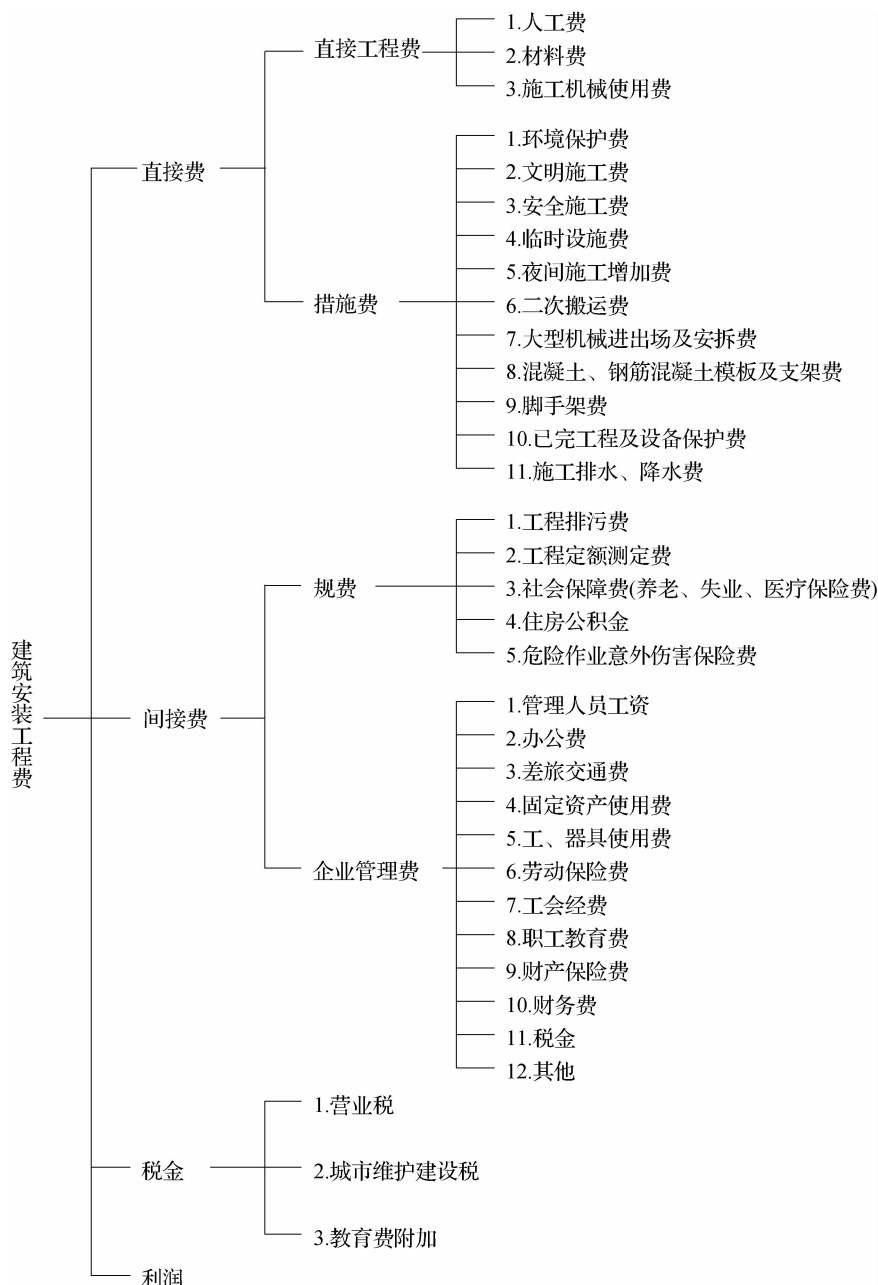 建筑安装工程费
直接费
直接工程费
1.人工费
2.材料费
3.施工机械使用费
措施费
1.环境保护费
2.文明施工费
3.安全施工费
4.临时设施费
5.夜间施工增加费
6.二次搬运费
7.大型机械进出场及安拆费
8.混凝土、钢筋混凝土模板及支架费
9.脚手架费
10.已完工程及设备保护费
11.施工排水、降水费
间接费
规费
1.工程排污费
2.工程定额测定费
3.社会保障费(养老、失业、医疗保险费)
4.住房公积金
5.危险作业意外伤害保险费
企业管理费
1.管理人员工资
2.办公费
3.差旅交通费
4.固定资产使用费
5.工、器具使用费
6.劳动保险费
7.工会经费
8.职工教育费
9.财产保险费
10.财务费
11.税金
12.其他
税金
1.营业税
2.城市维护建设税
3.教育费附加
利润